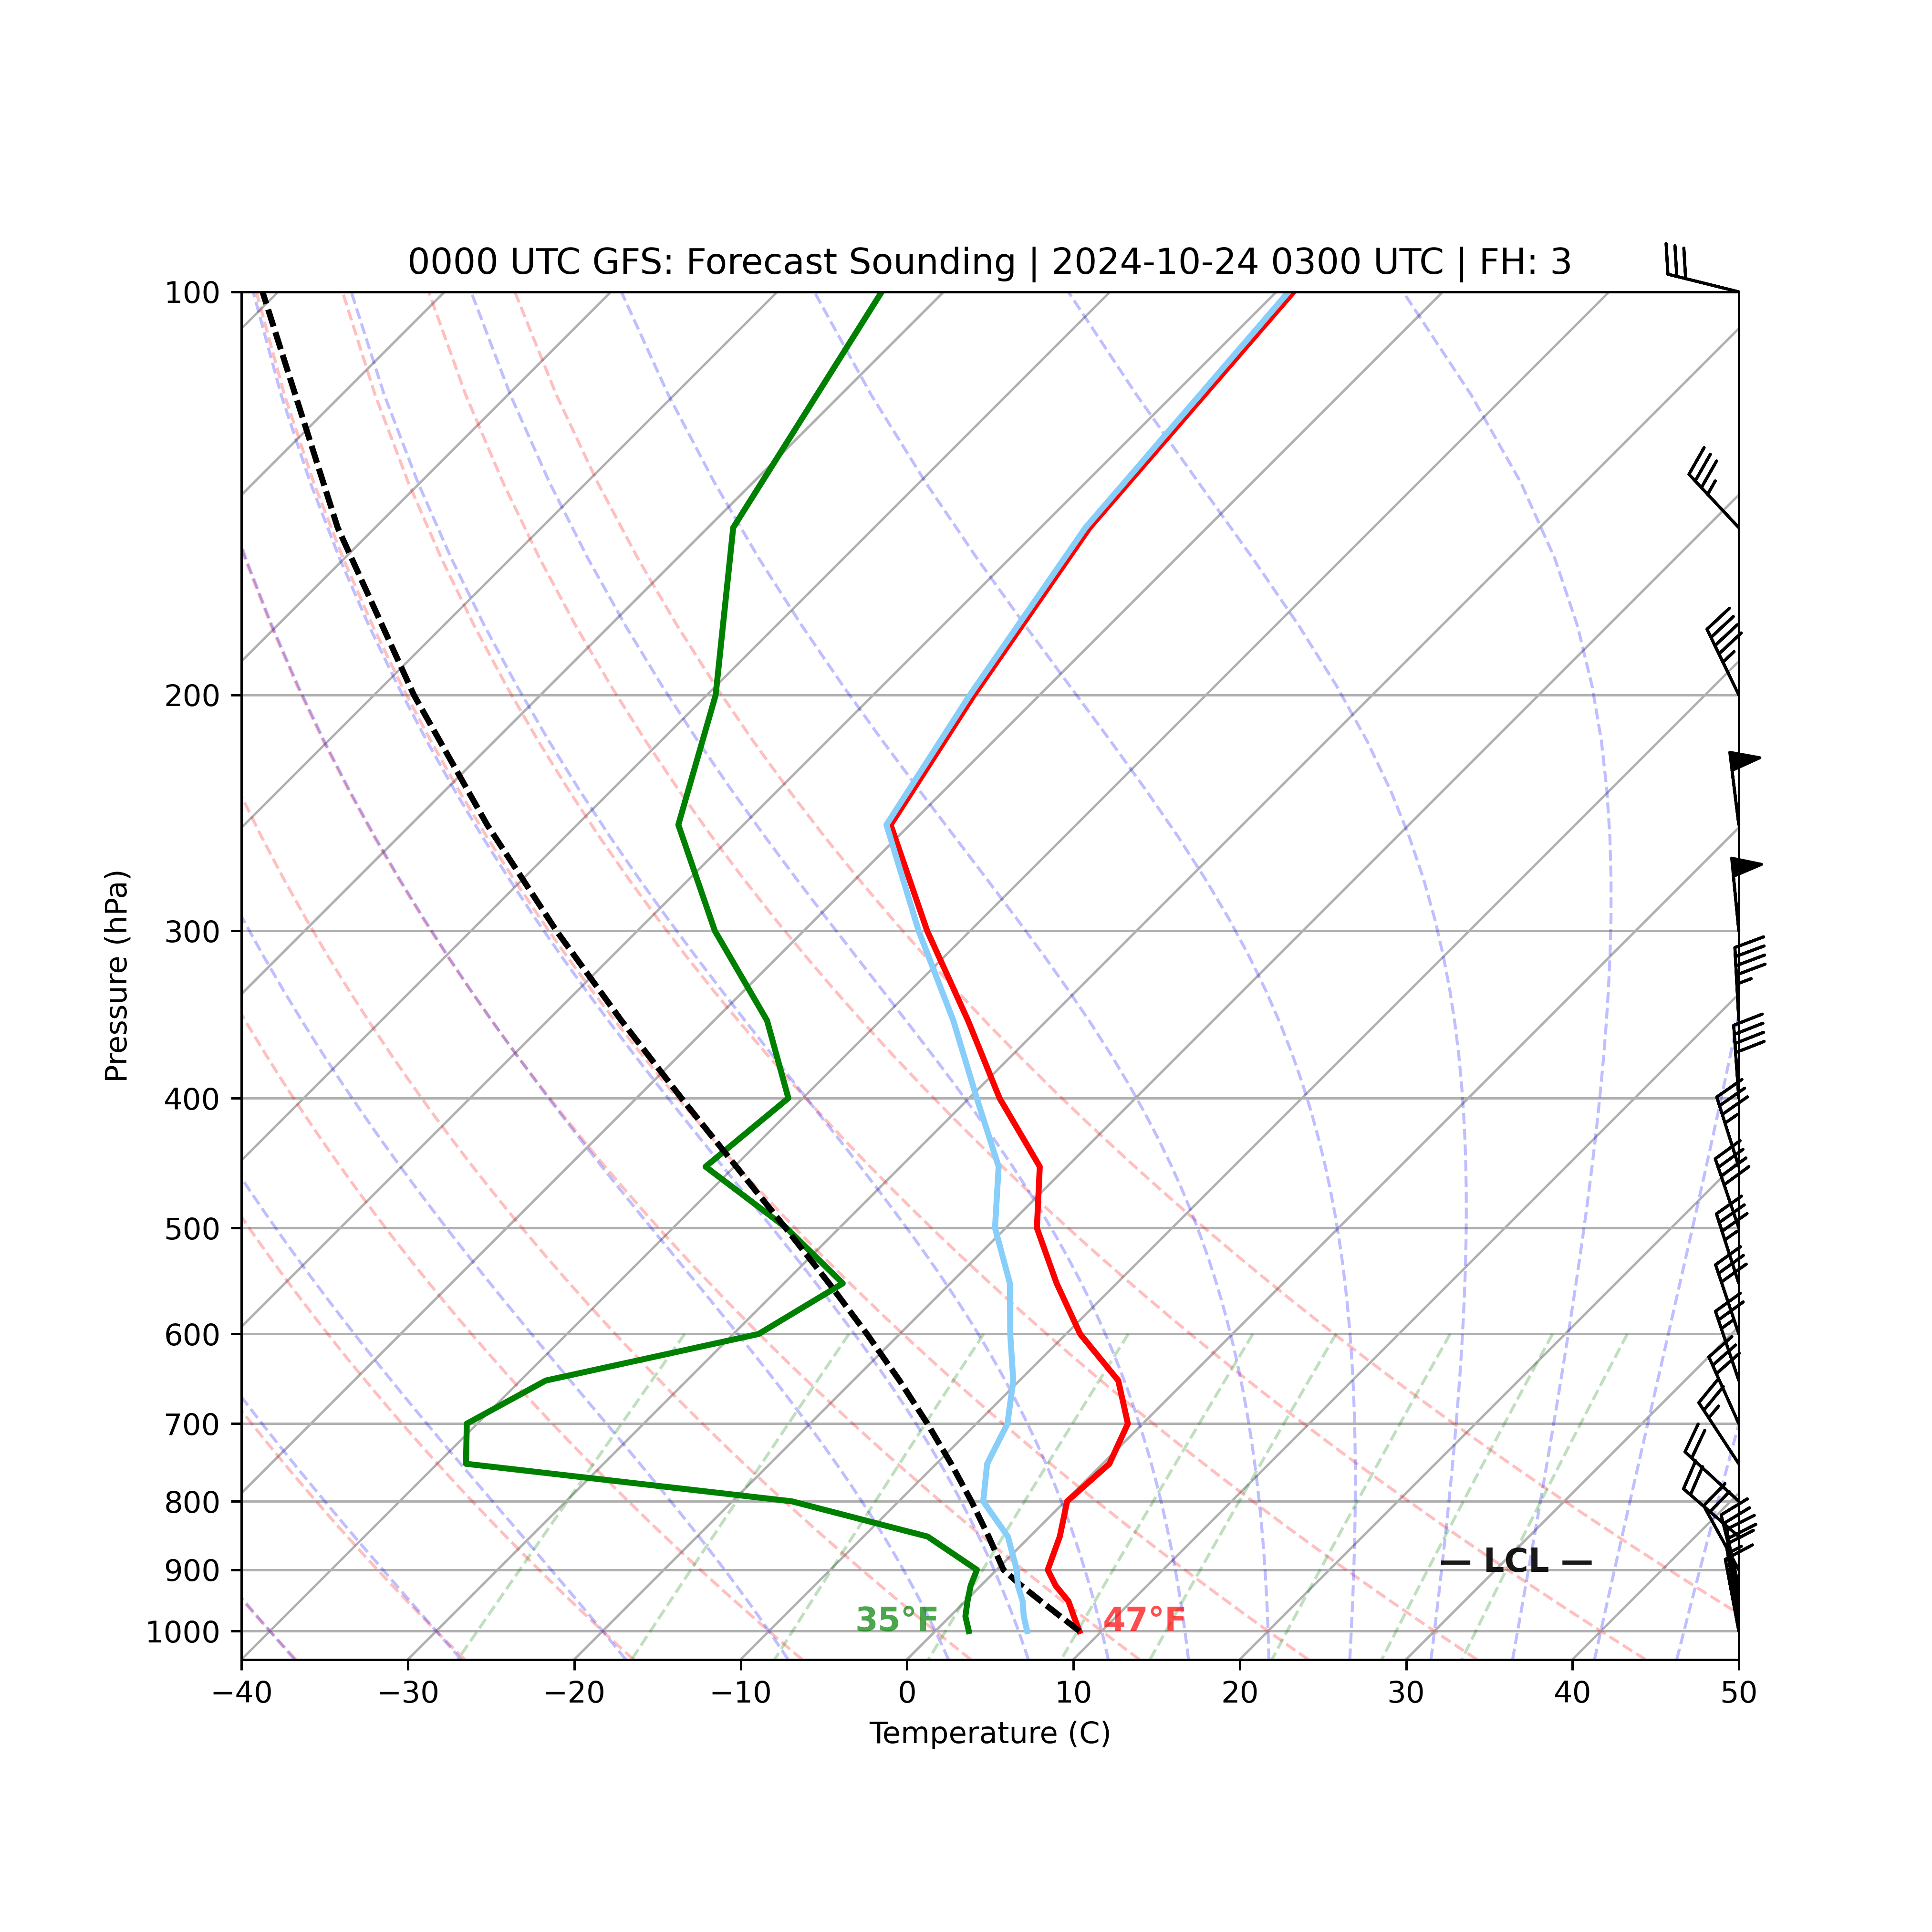 0000 UTC GFS: Forecast Sounding | 2024-10-24 0300 UTC | FH: 3
100
200
300
400
500
600
700
800
900
1000
Pressure (hPa)
— LCL —
35°F
47°F
−40 −30 −20 −10 0 10 20 30 40 50
Temperature (C)